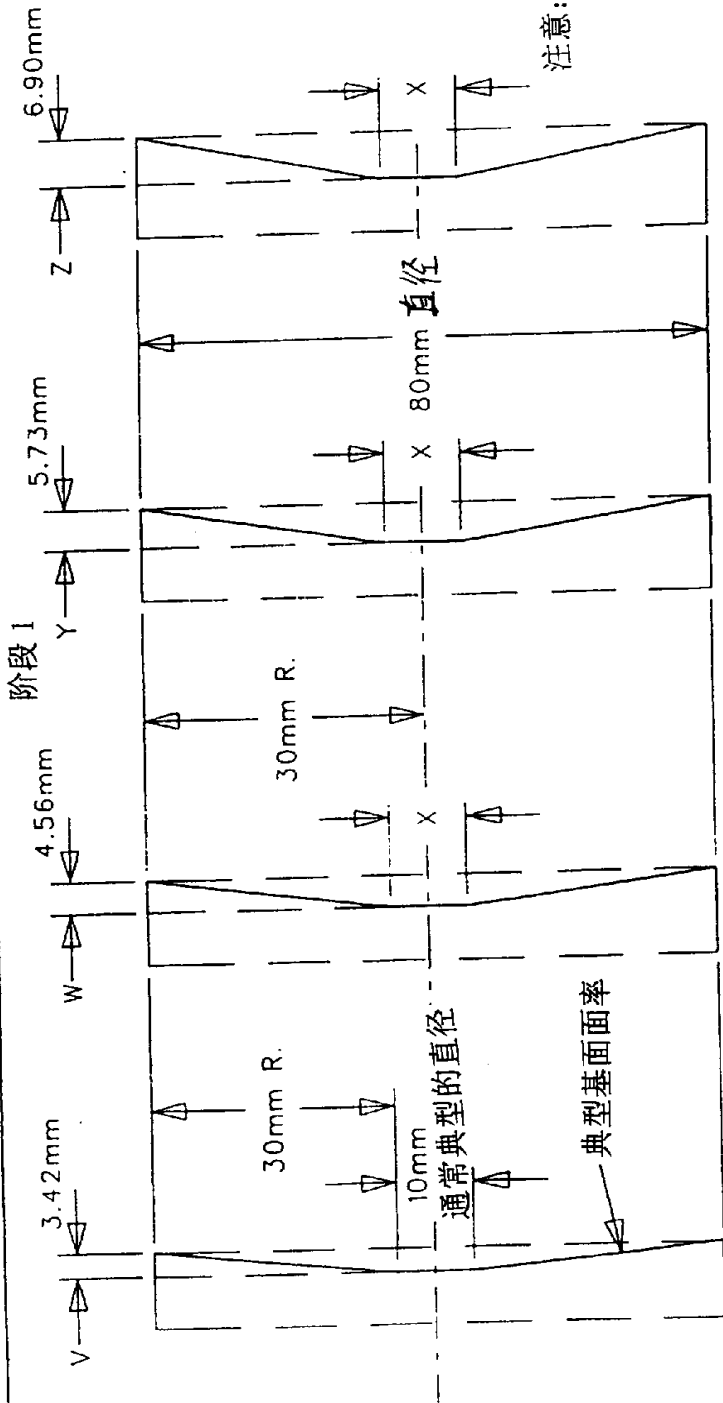 阶段 1
3.42mm
4.56mm
5.73mm
6.90mm
V
W
Y
Z
30mm R.
30mm R.
10mm
通常典型的直径
X
X
80mm 直径
X
典型基面面率
注意: